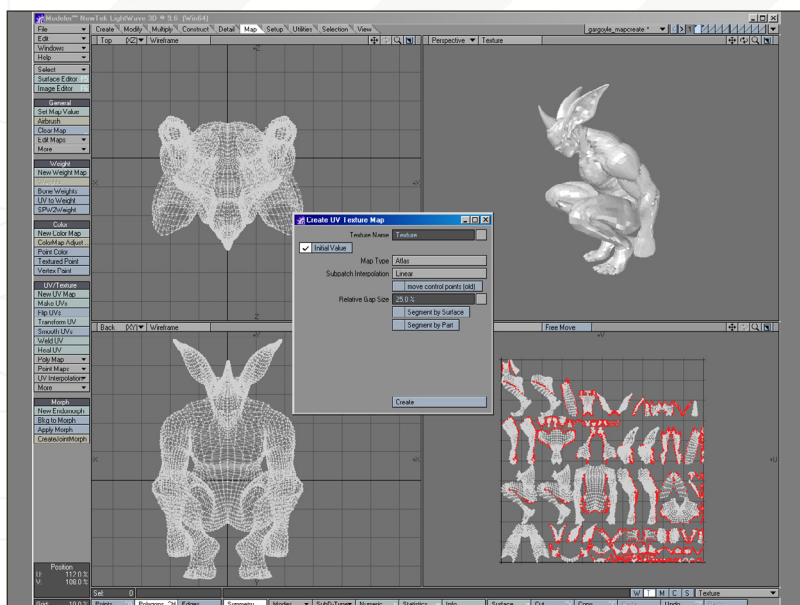 Modeler™ NewTek LightWave 3D ® 9.6 (Win64)
File Create Modify Multiply Construct Detail Map Setup Utilities Selection View gargoyle_mapcreate * 1
Edit Top (XZ) Wireframe Perspective Texture
Windows
Help
Select
Surface Editor
Image Editor
General
Set Map Value
Airbrush
Clear Map
Edit Maps
More
Weight
New Weight Map
Bone Weights
UV to Weight
SPW2Weight
Color
New Color Map
ColorMap Adjust ...
Point Color
Textured Point
Vertex Paint
UV/Texture
New UV Map
Make UVs
Flip UVs
Transform UV
Smooth UVs
Weld UV
Heal UV
Poly Map
Point Maps
UV Interpolation
More
Morph
New Endomorph
Bkg to Morph
Apply Morph
CreateJointMorph
Create UV Texture Map
Texture Name Texture
Initial Value
Map Type Atlas
Subpatch Interpolation Linear
move control points (old)
Relative Gap Size 25.0 %
Segment by Surface
Segment by Part
Create
Back (XY) Wireframe
Free Move
+V
+U
Position
U: 112.0 %
V: 108.0 %
Sel: 0 W T M C S Texture
Grid: 10.0 % Points Polygons Edges Symmetry Modes SubD-Type Numeric Statistics Info Surface Cut Copy Undo